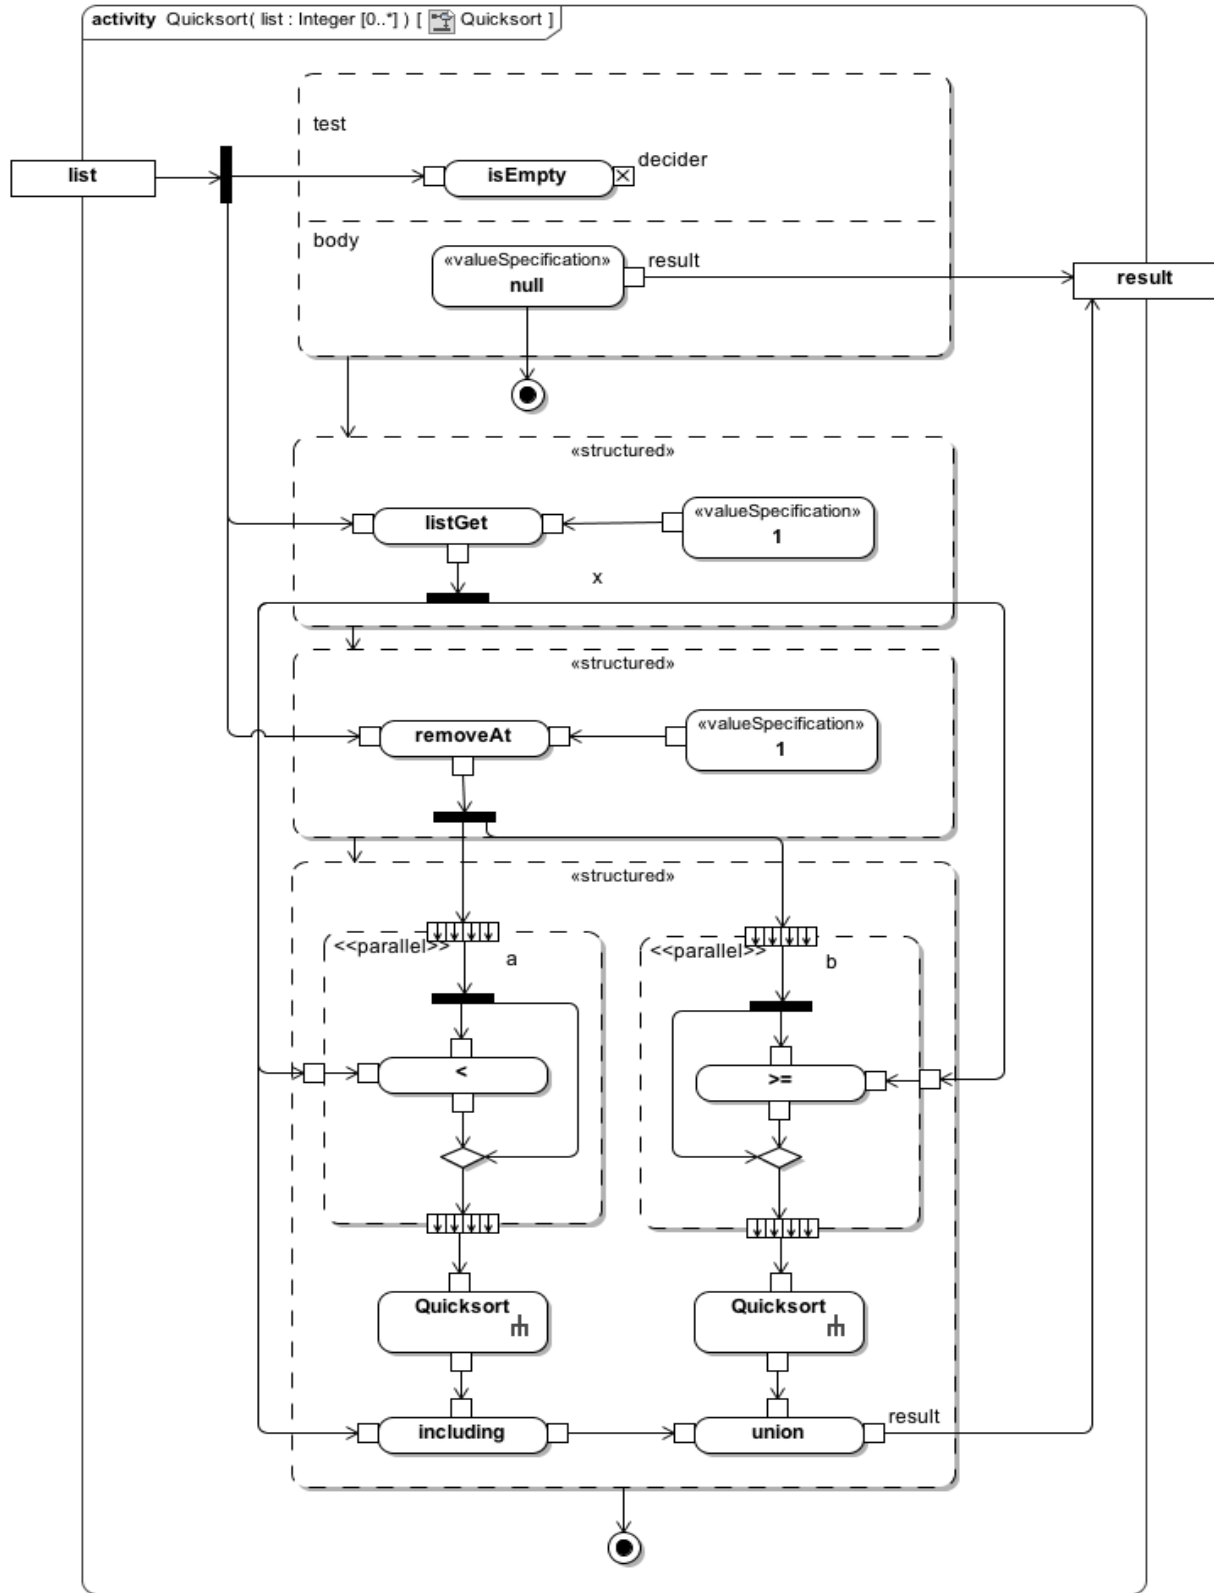 activity Quicksort( list : Integer [0..*] ) [ Quicksort ]
test
decider
list
isEmpty
body
«valueSpecification»
null
result
result
«structured»
«valueSpecification»
1
listGet
x
«structured»
«valueSpecification»
1
removeAt
«structured»
<<parallel>>
a
<<parallel>>
b
<
>=
Quicksort
Quicksort
including
union
result